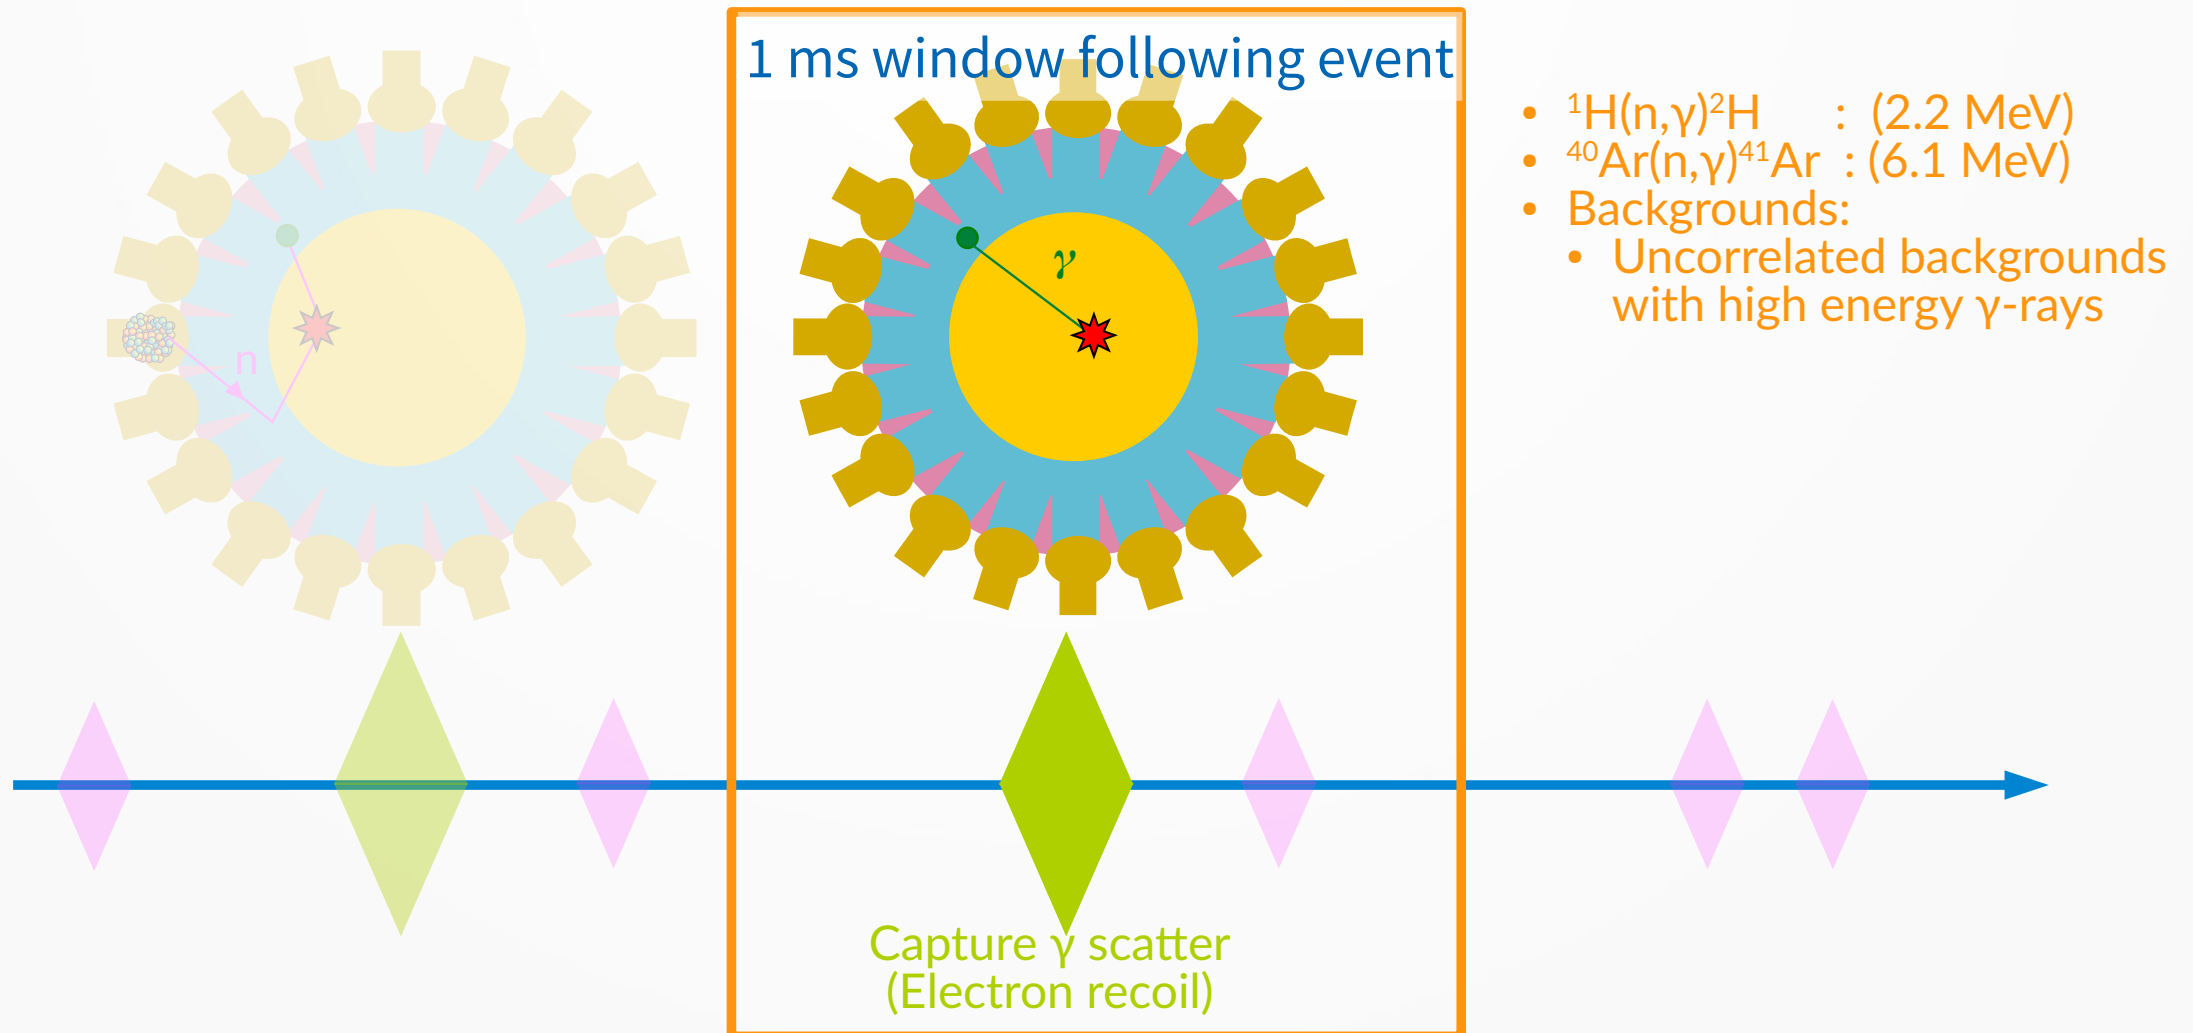 1 ms window following event
• ¹H(n,γ)²H : (2.2 MeV)
• ⁴⁰Ar(n,γ)⁴¹Ar : (6.1 MeV)
• Backgrounds:
• Uncorrelated backgrounds
with high energy γ-rays
γ
n
Capture γ scatter
(Electron recoil)